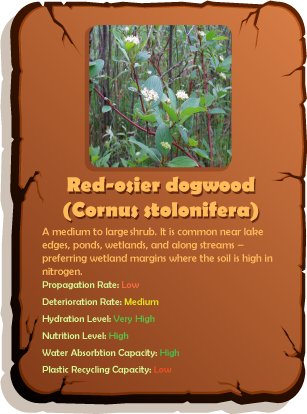 Red-osier dogwood
(Cornus stolonifera)
A medium to large shrub. It is common near lake
edges, ponds, wetlands, and along streams –
preferring wetland margins where the soil is high in
nitrogen.
Propagation Rate: Low
Deterioration Rate: Medium
Hydration Level: Very High
Nutrition Level: High
Water Absorbtion Capacity: High
Plastic Recycling Capacity: Low